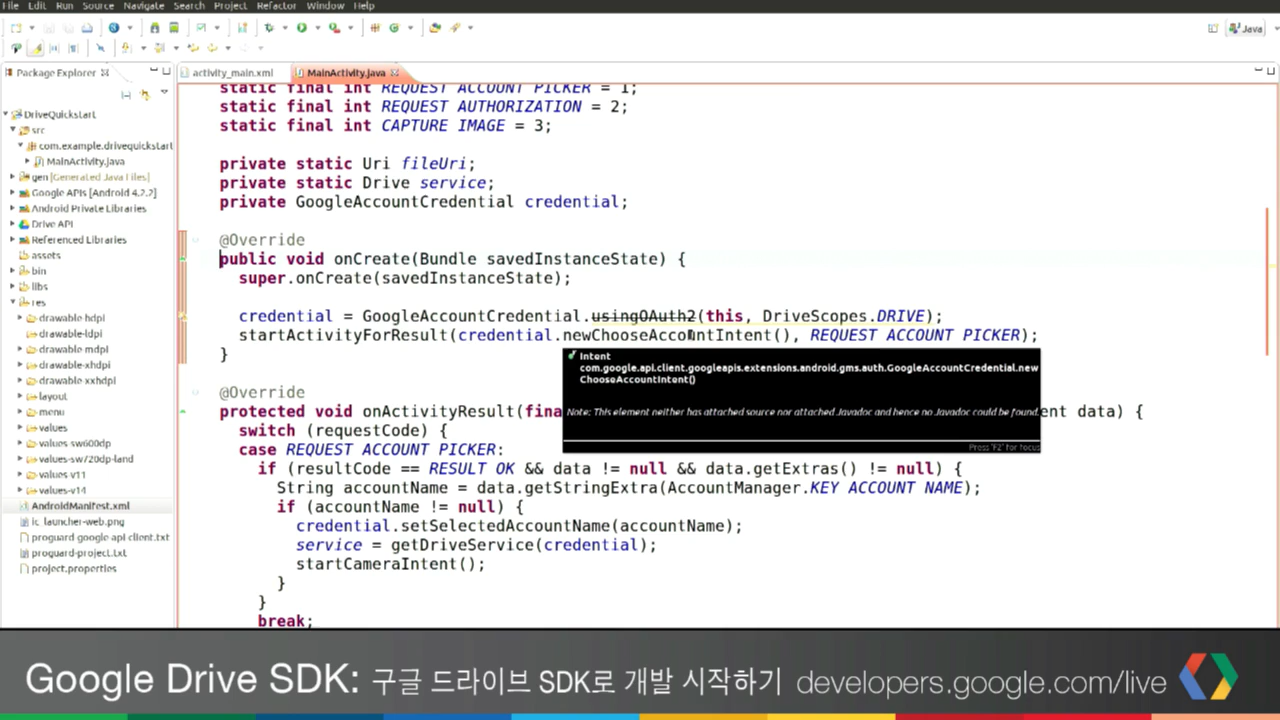 File Edit Run Source Navigate Search Project Refactor Window Help
Java
Package Explorer
activity_main.xml
MainActivity.java
DriveQuickstart
src
com.example.drivequickstart
MainActivity.java
gen [Generated Java Files]
Google APIs [Android 4.2.2]
Android Private Libraries
Drive API
Referenced Libraries
assets
bin
libs
res
drawable-hdpi
drawable-ldpi
drawable-mdpi
drawable-xhdpi
drawable-xxhdpi
layout
menu
values
values-sw600dp
values-sw720dp-land
values-v11
values-v14
AndroidManifest.xml
ic_launcher-web.png
proguard-google-api-client.txt
proguard-project.txt
project.properties
static final int REQUEST_ACCOUNT_PICKER = 1;
static final int REQUEST_AUTHORIZATION = 2;
static final int CAPTURE_IMAGE = 3;
private static Uri fileUri;
private static Drive service;
private GoogleAccountCredential credential;
@Override
public void onCreate(Bundle savedInstanceState) {
super.onCreate(savedInstanceState);
credential = GoogleAccountCredential.usingOAuth2(this, DriveScopes.DRIVE);
startActivityForResult(credential.newChooseAccountIntent(), REQUEST_ACCOUNT_PICKER);
}
Intent
com.google.api.client.googleapis.extensions.android.gms.auth.GoogleAccountCredential.new
ChooseAccountIntent()
Note: This element neither has attached source nor attached Javadoc and hence no Javadoc could be found.
Press 'F2' for focus
@Override
protected void onActivityResult(fina ent data) {
switch (requestCode) {
case REQUEST_ACCOUNT_PICKER:
if (resultCode == RESULT_OK && data != null && data.getExtras() != null) {
String accountName = data.getStringExtra(AccountManager.KEY_ACCOUNT_NAME);
if (accountName != null) {
credential.setSelectedAccountName(accountName);
service = getDriveService(credential);
startCameraIntent();
}
}
break;
Google Drive SDK: 구글 드라이브 SDK로 개발 시작하기 developers.google.com/live